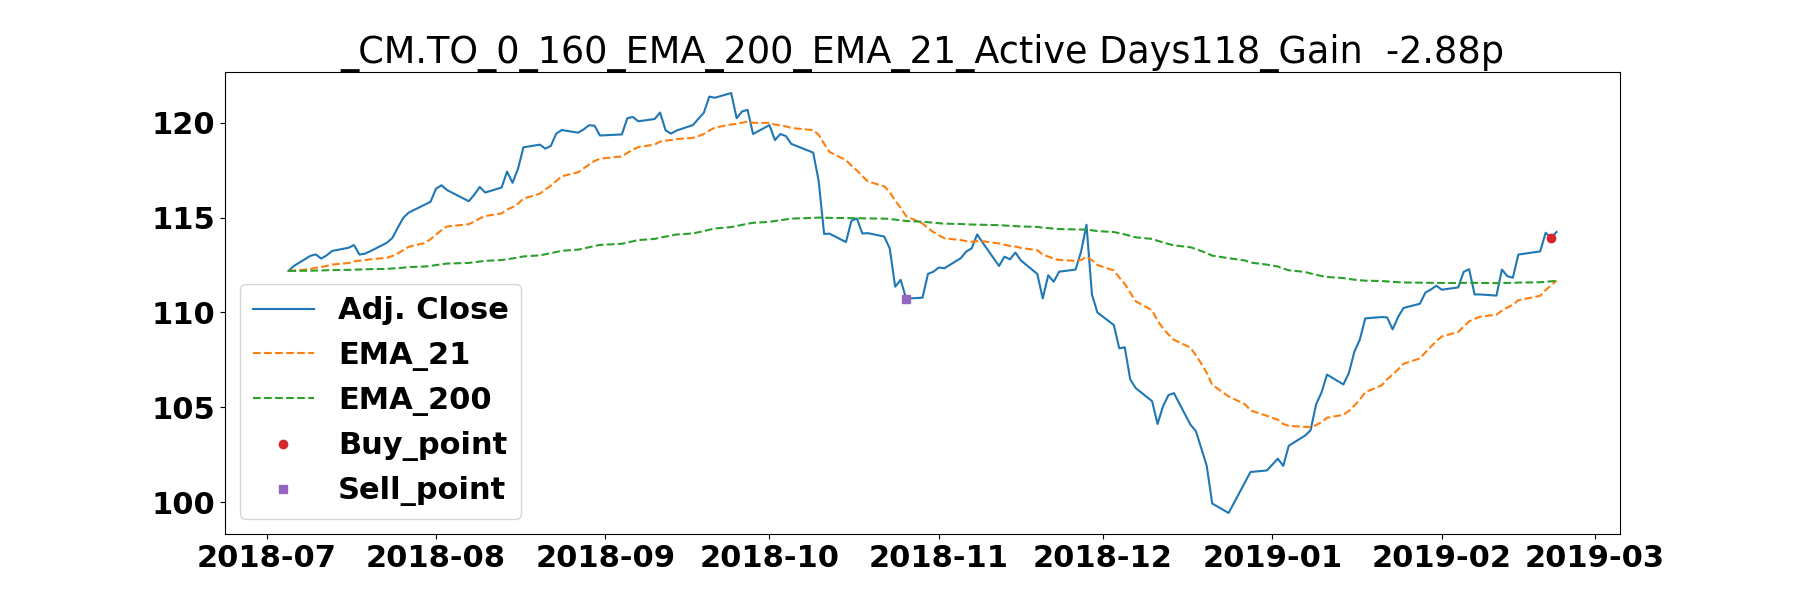 _CM.TO_0_160_EMA_200_EMA_21_Active Days118_Gain  -2.88p
120
115
110
105
100
Adj. Close
EMA_21
EMA_200
Buy_point
Sell_point
2018-07 2018-08 2018-09 2018-10 2018-11 2018-12 2019-01 2019-02 2019-03